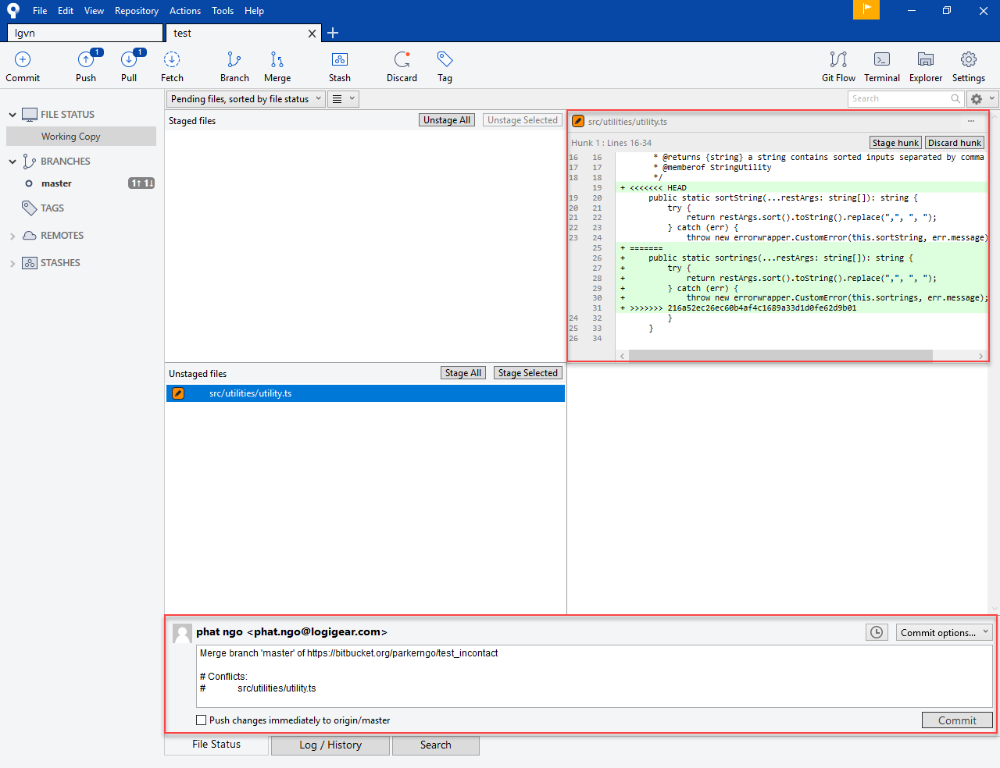 File Edit View Repository Actions Tools Help
lgvn
test
Commit
1
Push
1
Pull
Fetch
Branch
Merge
Stash
Discard
Tag
Git Flow
Terminal
Explorer
Settings
FILE STATUS
Working Copy
BRANCHES
master
1↑ 1↓
TAGS
REMOTES
STASHES
Pending files, sorted by file status
Search
Staged files
Unstage All
Unstage Selected
src/utilities/utility.ts
...
Hunk 1 : Lines 16-34
Stage hunk
Discard hunk
16 16 * @returns {string} a string contains sorted inputs separated by comma
17 17 * @memberof StringUtility
18 18 */
19 + <<<<<<< HEAD
19 20 public static sortString(...restArgs: string[]): string {
20 21 try {
21 22 return restArgs.sort().toString().replace(",", ", ");
22 23 } catch (err) {
23 24 throw new errorwrapper.CustomError(this.sortString, err.message)
25 + =======
26 + public static sortrings(...restArgs: string[]): string {
27 + try {
28 + return restArgs.sort().toString().replace(",", ", ");
29 + } catch (err) {
30 + throw new errorwrapper.CustomError(this.sortrings, err.message);
31 + >>>>>>> 216a52ec26ec60b4af4c1689a33d1d0fe62d9b01
24 32 }
25 33 }
26 34
Unstaged files
Stage All
Stage Selected
src/utilities/utility.ts
phat ngo <phat.ngo@logigear.com>
Commit options...
Merge branch 'master' of https://bitbucket.org/parkerngo/test_incontact
# Conflicts:
# src/utilities/utility.ts
Push changes immediately to origin/master
Commit
File Status
Log / History
Search